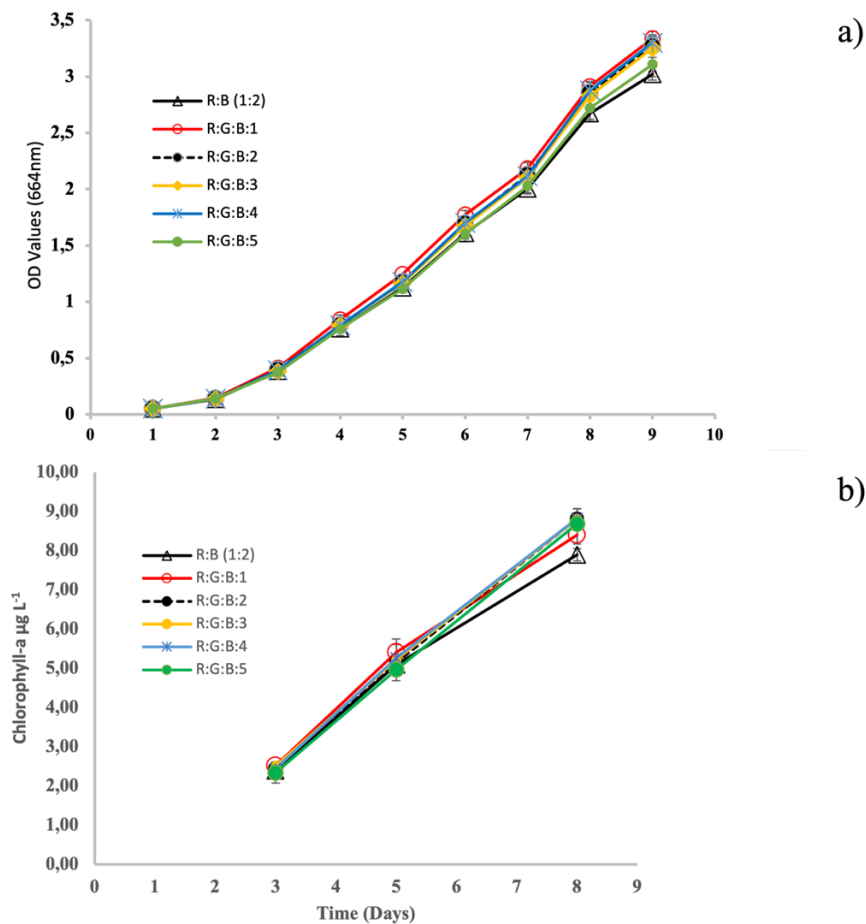 a)
3,5
3
2,5
2
1,5
1
0,5
0
OD Values (664nm)
R:B (1:2)
R:G:B:1
R:G:B:2
R:G:B:3
R:G:B:4
R:G:B:5
0 1 2 3 4 5 6 7 8 9 10
b)
10,00
9,00
8,00
7,00
6,00
5,00
4,00
3,00
2,00
1,00
0,00
Chlorophyll-a µg L⁻¹
R:B (1:2)
R:G:B:1
R:G:B:2
R:G:B:3
R:G:B:4
R:G:B:5
0 1 2 3 4 5 6 7 8 9
Time (Days)